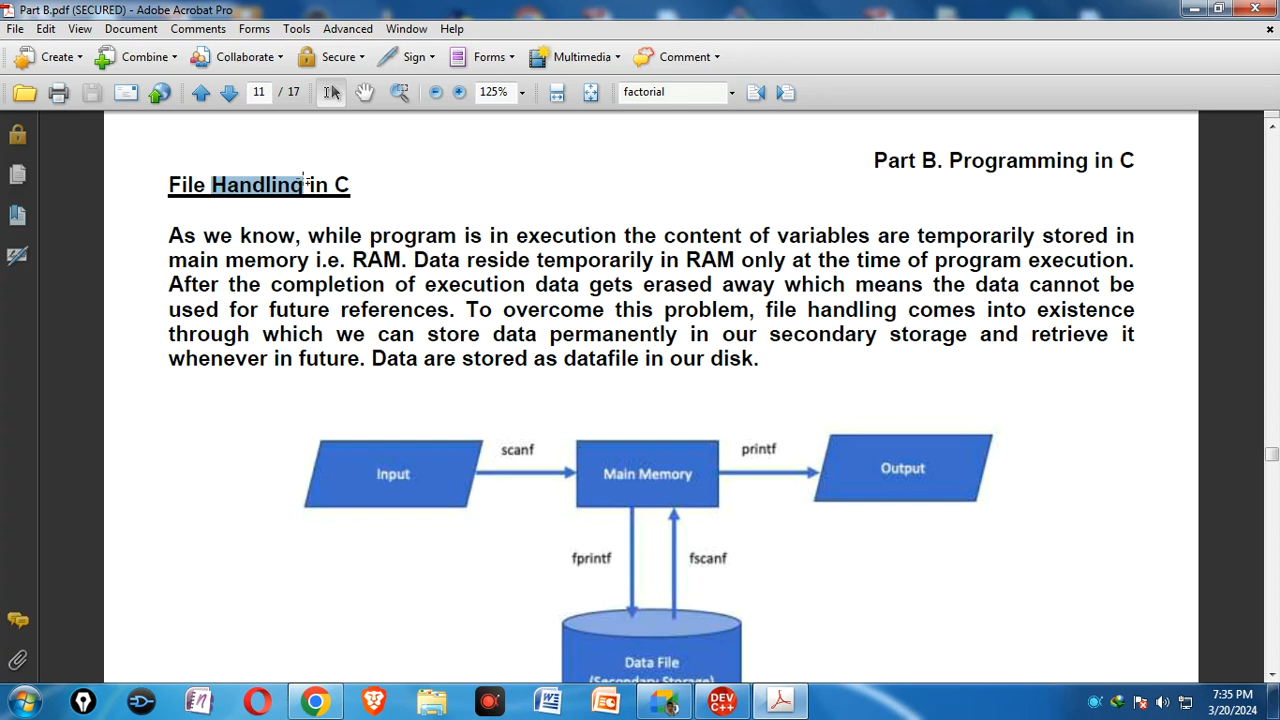 Part B.pdf (SECURED) - Adobe Acrobat Pro
File Edit View Document Comments Forms Tools Advanced Window Help
Create Combine Collaborate Secure Sign Forms Multimedia Comment
11 / 17 125% factorial
Part B. Programming in C
File Handling in C
As we know, while program is in execution the content of variables are temporarily stored in
main memory i.e. RAM. Data reside temporarily in RAM only at the time of program execution.
After the completion of execution data gets erased away which means the data cannot be
used for future references. To overcome this problem, file handling comes into existence
through which we can store data permanently in our secondary storage and retrieve it
whenever in future. Data are stored as datafile in our disk.
scanf printf
Input Main Memory Output
fprintf fscanf
Data File
(Secondary Storage)
DEV
C++
7:35 PM
3/20/2024